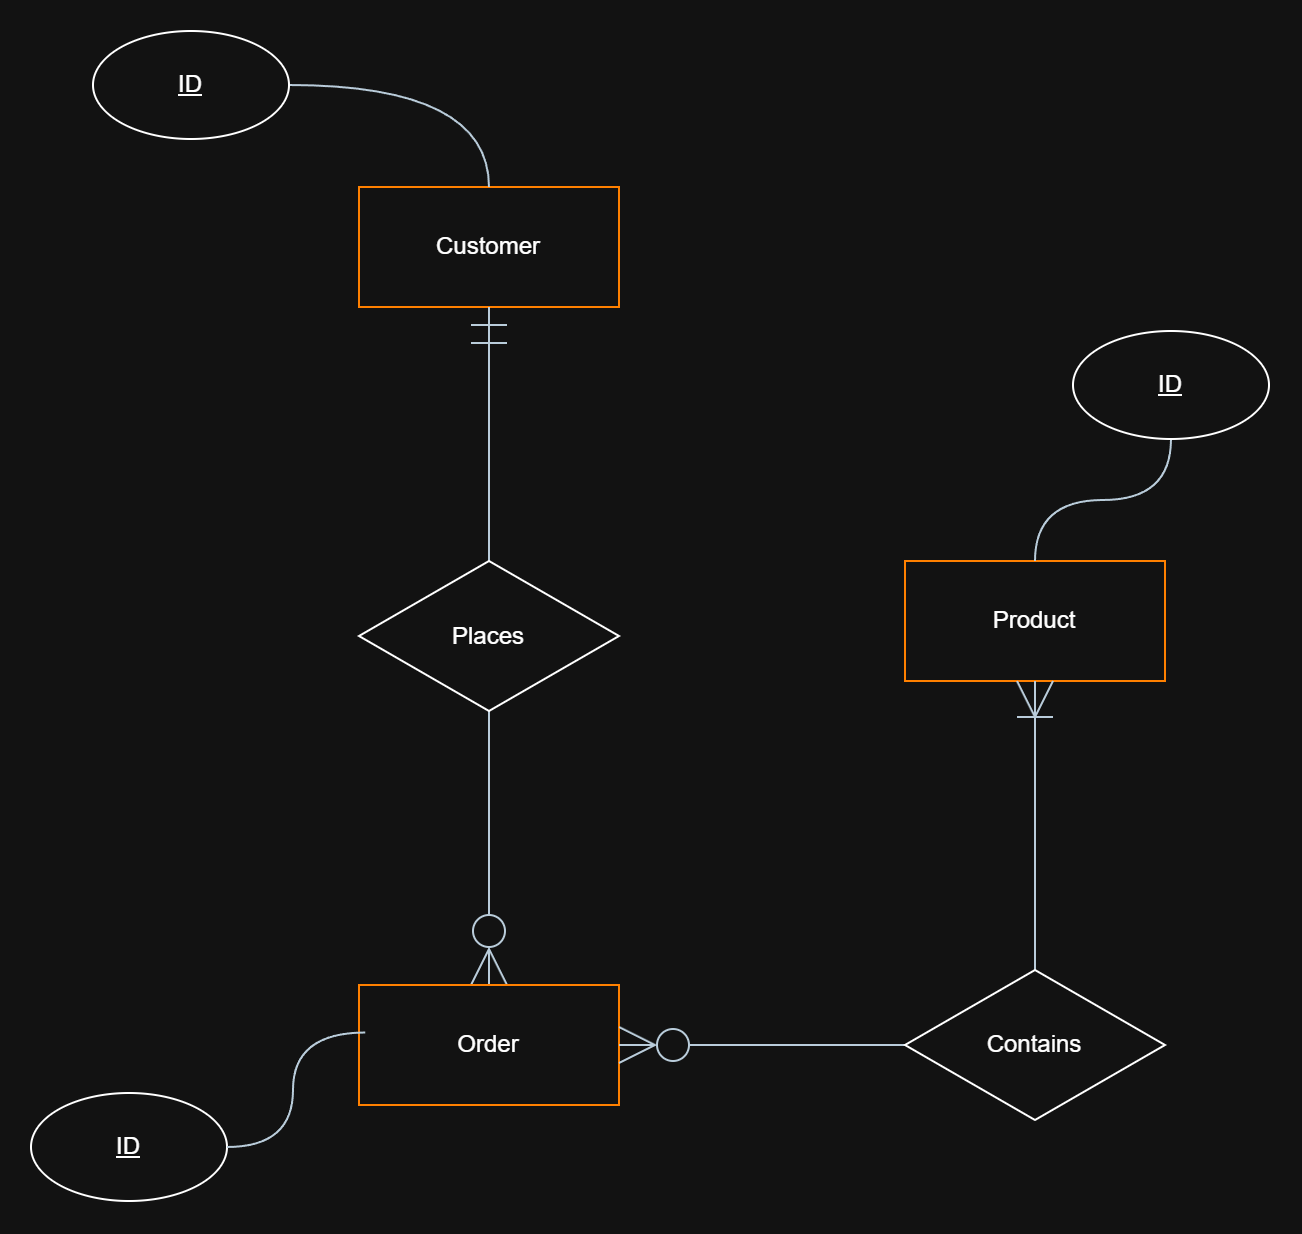 ID
Customer
ID
Product
Places
Order
Contains
ID